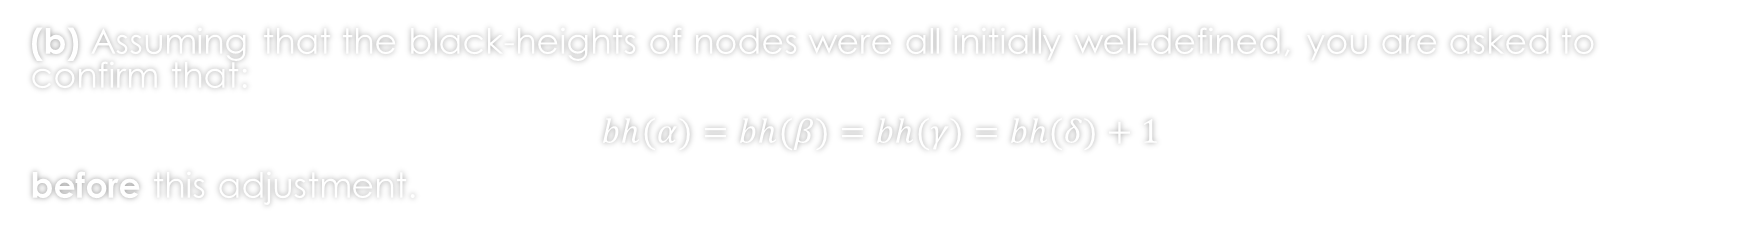 (b) Assuming that the black-heights of nodes were all initially well-defined, you are asked to
confirm that:
𝑏ℎ(𝛼) = 𝑏ℎ(𝛽) = 𝑏ℎ(𝛾) = 𝑏ℎ(𝛿) + 1
before this adjustment.